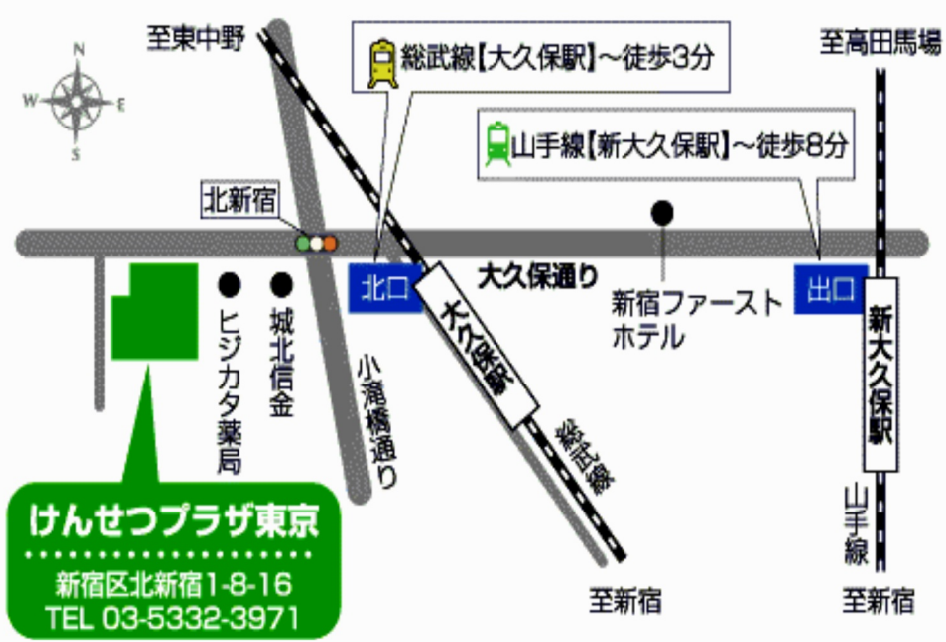 至東中野
総武線【大久保駅】～徒歩3分
至高田馬場
N
W
E
S
山手線【新大久保駅】～徒歩8分
北新宿
北口
大久保通り
新宿ファースト
ホテル
出口
ヒジカタ薬局
城北信金
小滝橋通り
大久保駅
総武線
新大久保駅
山手線
けんせつプラザ東京
新宿区北新宿1-8-16
TEL 03-5332-3971
至新宿
至新宿